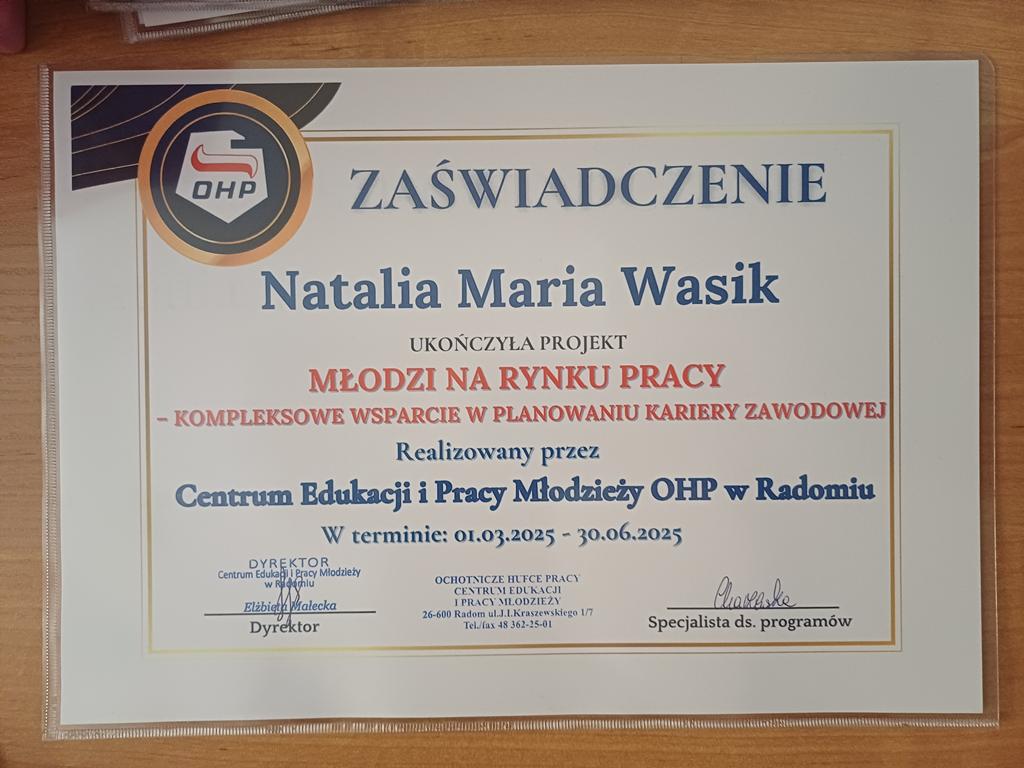 OHP
ZAŚWIADCZENIE
Natalia Maria Wasik
UKOŃCZYŁA PROJEKT
MŁODZI NA RYNKU PRACY
– KOMPLEKSOWE WSPARCIE W PLANOWANIU KARIERY ZAWODOWEJ
Realizowany przez
Centrum Edukacji i Pracy Młodzieży OHP w Radomiu
W terminie: 01.03.2025 - 30.06.2025
DYREKTOR
Centrum Edukacji i Pracy Młodzieży
w Radomiu
Elżbieta Małecka
Dyrektor
OCHOTNICZE HUFCE PRACY
CENTRUM EDUKACJI
I PRACY MŁODZIEŻY
26-600 Radom ul.J.I.Kraszewskiego 1/7
Tel./fax 48 362-25-01
Specjalista ds. programów